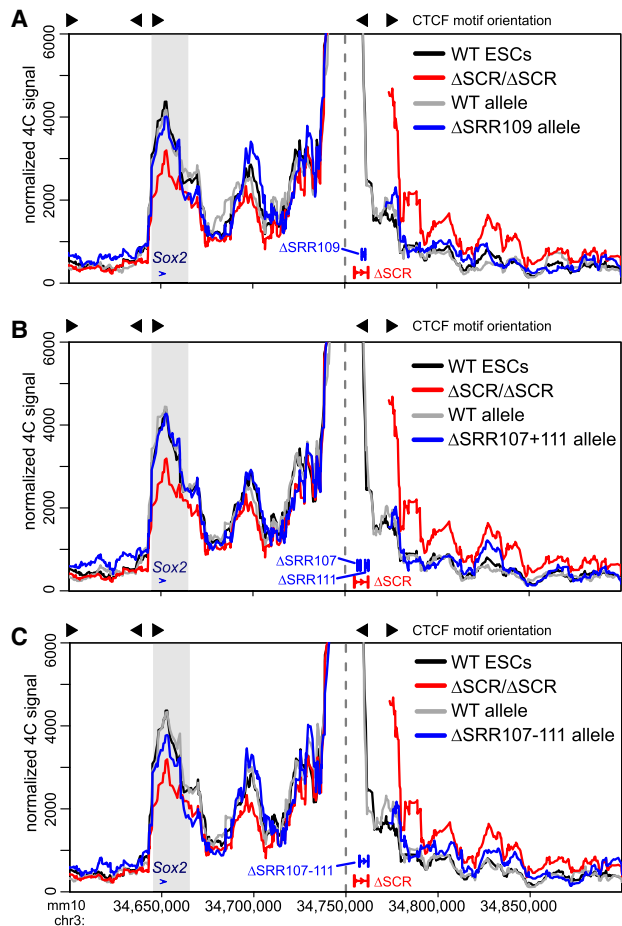 A
CTCF motif orientation
normalized 4C signal
6000
4000
2000
0
WT ESCs
ΔSCR/ΔSCR
WT allele
ΔSRR109 allele
ΔSRR109
Sox2
ΔSCR
B
CTCF motif orientation
normalized 4C signal
6000
4000
2000
0
WT ESCs
ΔSCR/ΔSCR
WT allele
ΔSRR107+111 allele
ΔSRR107
ΔSRR111
Sox2
ΔSCR
C
CTCF motif orientation
normalized 4C signal
6000
4000
2000
0
WT ESCs
ΔSCR/ΔSCR
WT allele
ΔSRR107-111 allele
ΔSRR107-111
Sox2
ΔSCR
mm10 34,650,000 34,700,000 34,750,000 34,800,000 34,850,000
chr3: